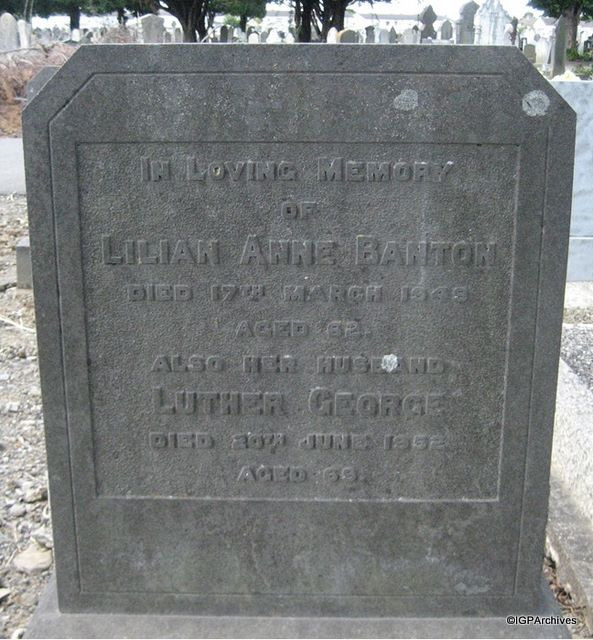 In Loving Memory
of
Lilian Anne Banton
died 17th March 1949
aged 62.
also her husband
Luther George
died 20th June 1952
aged 69.
©IGPArchives